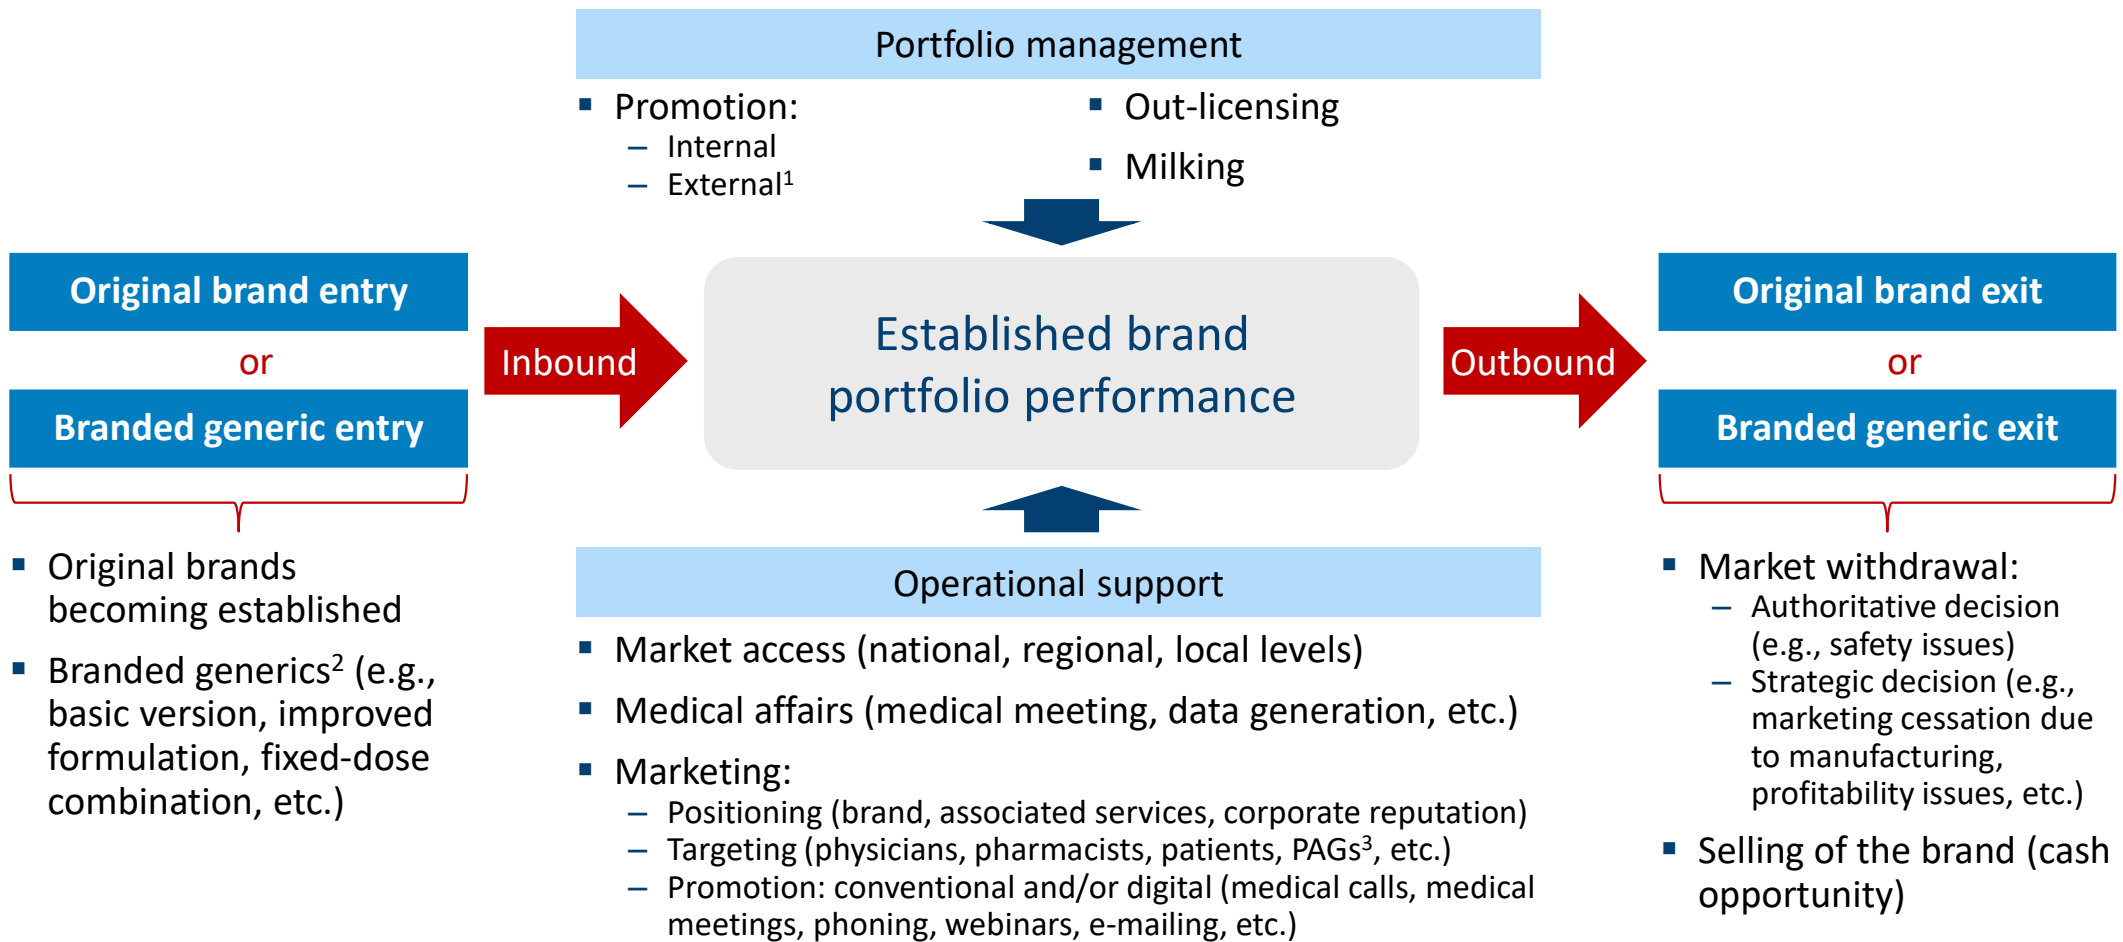 Portfolio management
▪ Promotion:
– Internal
– External¹
▪ Out-licensing
▪ Milking
Original brand entry
or
Branded generic entry
Inbound
Established brand
portfolio performance
Outbound
Original brand exit
or
Branded generic exit
▪ Original brands
becoming established
▪ Branded generics² (e.g.,
basic version, improved
formulation, fixed-dose
combination, etc.)
Operational support
▪ Market access (national, regional, local levels)
▪ Medical affairs (medical meeting, data generation, etc.)
▪ Marketing:
– Positioning (brand, associated services, corporate reputation)
– Targeting (physicians, pharmacists, patients, PAGs³, etc.)
– Promotion: conventional and/or digital (medical calls, medical
meetings, phoning, webinars, e-mailing, etc.)
▪ Market withdrawal:
– Authoritative decision
(e.g., safety issues)
– Strategic decision (e.g.,
marketing cessation due
to manufacturing,
profitability issues, etc.)
▪ Selling of the brand (cash
opportunity)